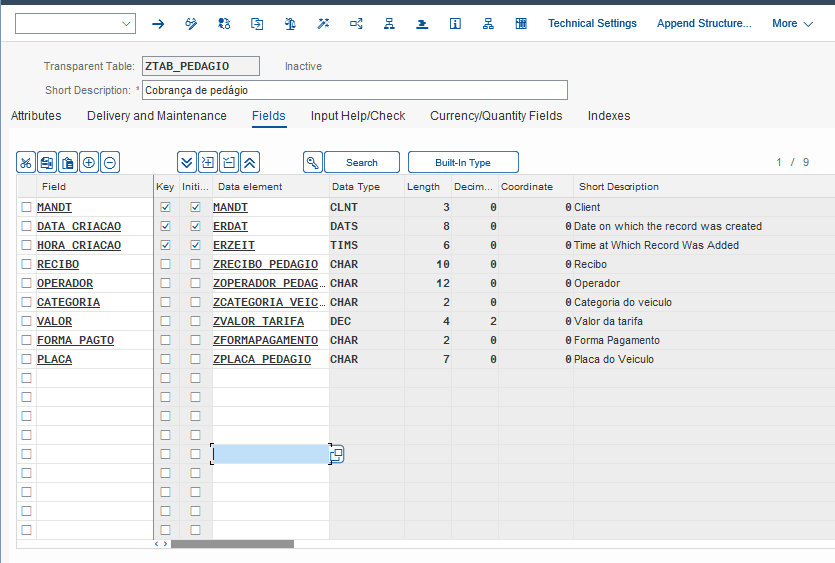 Technical Settings Append Structure... More
Transparent Table: ZTAB_PEDAGIO Inactive
Short Description: * Cobrança de pedágio
Attributes Delivery and Maintenance Fields Input Help/Check Currency/Quantity Fields Indexes
Search Built-In Type 1 / 9
Field Key Initi... Data element Data Type Length Decim... Coordinate Short Description
MANDT MANDT CLNT 3 0 0 Client
DATA_CRIACAO ERDAT DATS 8 0 0 Date on which the record was created
HORA_CRIACAO ERZEIT TIMS 6 0 0 Time at Which Record Was Added
RECIBO ZRECIBO_PEDAGIO CHAR 10 0 0 Recibo
OPERADOR ZOPERADOR_PEDAG... CHAR 12 0 0 Operador
CATEGORIA ZCATEGORIA_VEIC... CHAR 2 0 0 Categoria do veiculo
VALOR ZVALOR_TARIFA DEC 4 2 0 Valor da tarifa
FORMA_PAGTO ZFORMAPAGAMENTO CHAR 2 0 0 Forma Pagamento
PLACA ZPLACA_PEDAGIO CHAR 7 0 0 Placa do Veiculo